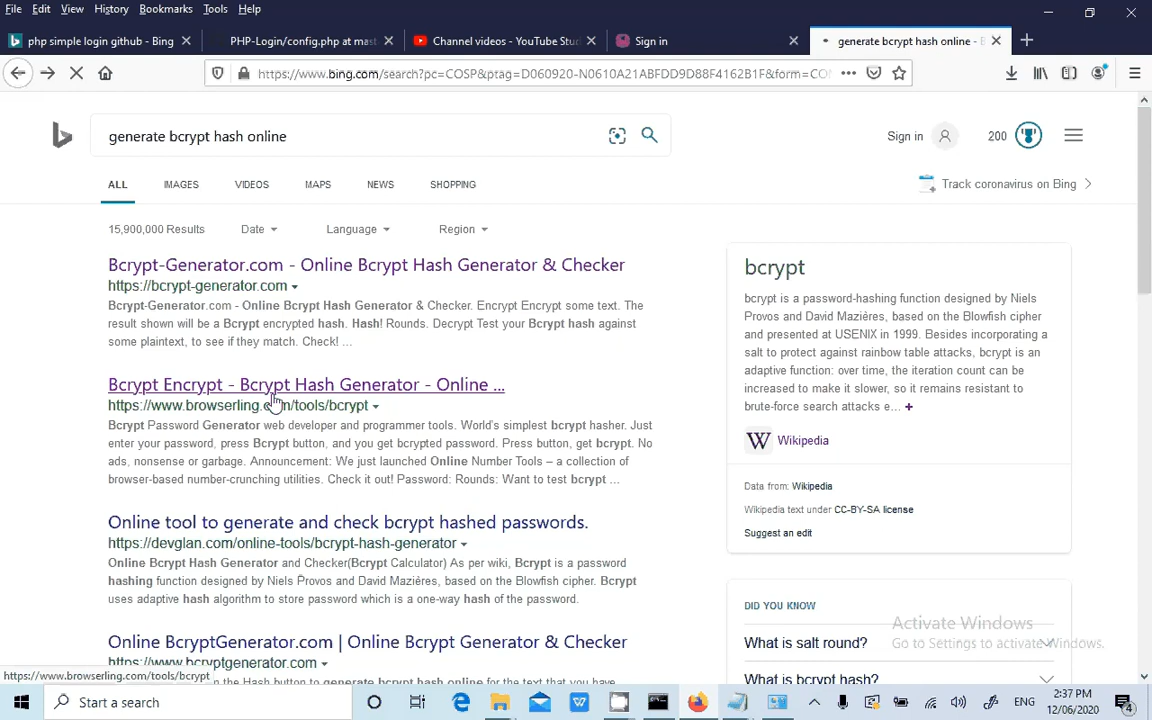 File Edit View History Bookmarks Tools Help
php simple login github - Bing
PHP-Login/config.php at mast
Channel videos - YouTube Stu
Sign in
generate bcrypt hash online - B
https://www.bing.com/search?pc=COSP&ptag=D060920-N0610A21ABFDD9D88F4162B1F&form=CO
generate bcrypt hash online
Sign in
200
ALL IMAGES VIDEOS MAPS NEWS SHOPPING
Track coronavirus on Bing
15,900,000 Results Date Language Region
Bcrypt-Generator.com - Online Bcrypt Hash Generator & Checker
https://bcrypt-generator.com
Bcrypt-Generator.com - Online Bcrypt Hash Generator & Checker. Encrypt Encrypt some text. The
result shown will be a Bcrypt encrypted hash. Hash! Rounds. Decrypt Test your Bcrypt hash against
some plaintext, to see if they match. Check! ...
Bcrypt Encrypt - Bcrypt Hash Generator - Online ...
https://www.browserling.com/tools/bcrypt
Bcrypt Password Generator web developer and programmer tools. World's simplest bcrypt hasher. Just
enter your password, press Bcrypt button, and you get bcrypted password. Press button, get bcrypt. No
ads, nonsense or garbage. Announcement: We just launched Online Number Tools – a collection of
browser-based number-crunching utilities. Check it out! Password: Rounds: Want to test bcrypt ...
Online tool to generate and check bcrypt hashed passwords.
https://devglan.com/online-tools/bcrypt-hash-generator
Online Bcrypt Hash Generator and Checker(Bcrypt Calculator) As per wiki, Bcrypt is a password
hashing function designed by Niels Provos and David Mazières, based on the Blowfish cipher. Bcrypt
uses adaptive hash algorithm to store password which is a one-way hash of the password.
Online BcryptGenerator.com | Online Bcrypt Generator & Checker
https://www.bcryptgenerator.com
n the Hash button to generate bcrypt hash online for the text that you have
bcrypt
bcrypt is a password-hashing function designed by Niels
Provos and David Mazières, based on the Blowfish cipher
and presented at USENIX in 1999. Besides incorporating a
salt to protect against rainbow table attacks, bcrypt is an
adaptive function: over time, the iteration count can be
increased to make it slower, so it remains resistant to
brute-force search attacks e... +
W Wikipedia
Data from: Wikipedia
Wikipedia text under CC-BY-SA license
Suggest an edit
DID YOU KNOW
What is salt round?
What is bcrypt hash?
Activate Windows
Go to Settings to activate Windows.
https://www.browserling.com/tools/bcrypt
Start a search
ENG
2:37 PM
12/06/2020
4